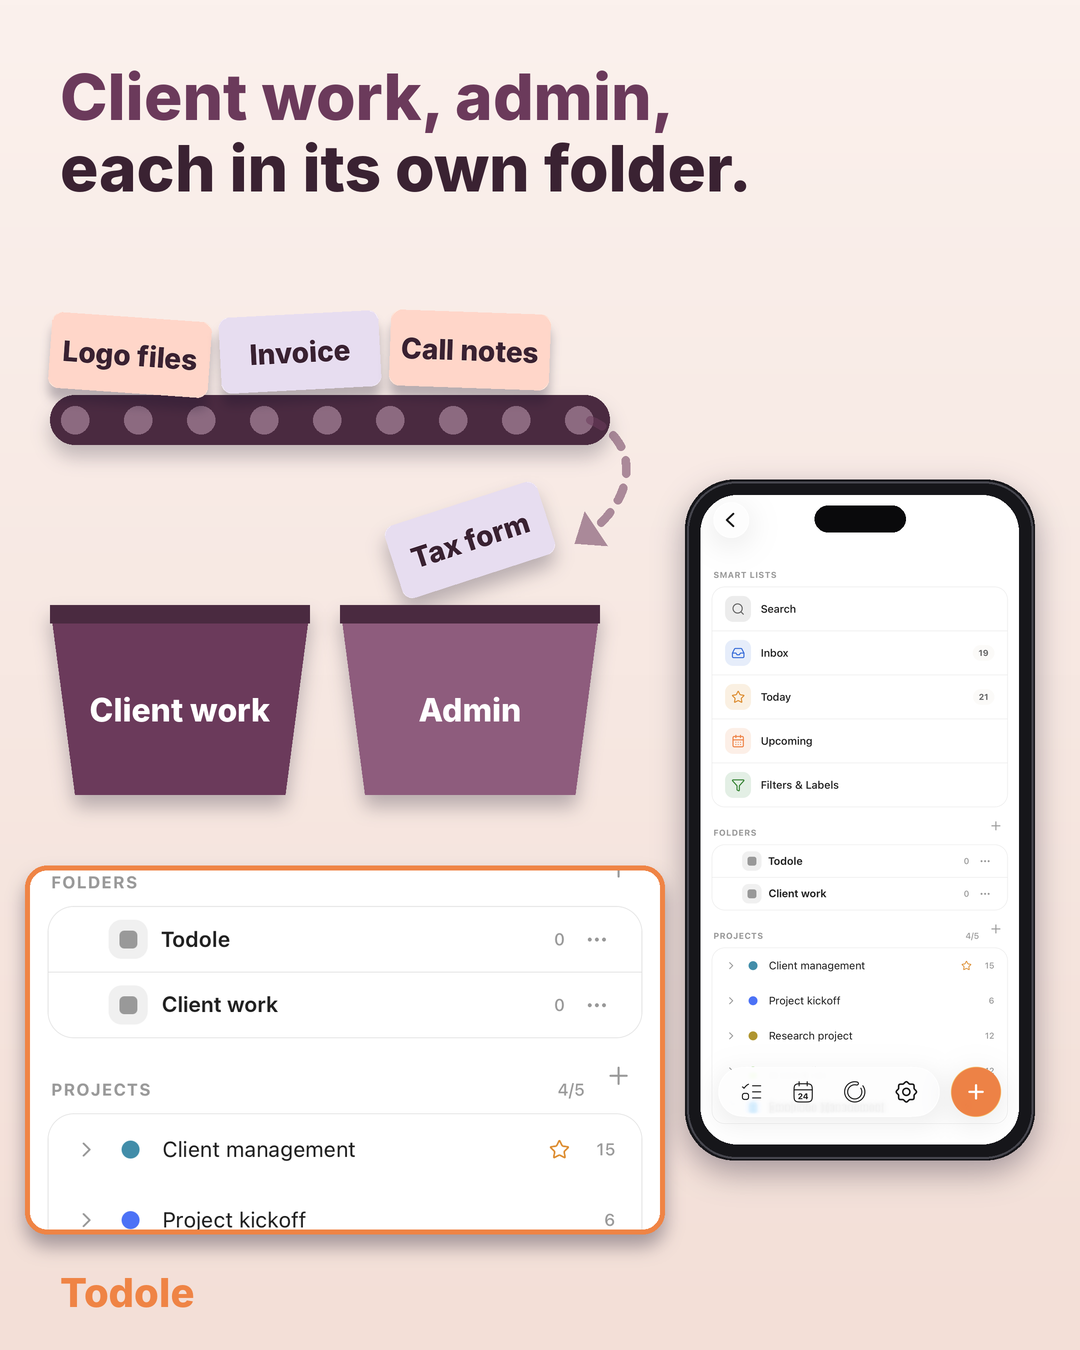 Client work, admin,
each in its own folder.
Logo files
Invoice
Call notes
Tax form
Client work
Admin
FOLDERS
Todole 0
Client work 0
PROJECTS 4/5
Client management 15
Project kickoff 6
SMART LISTS
Search
Inbox 19
Today 21
Upcoming
Filters & Labels
FOLDERS
Todole 0
Client work 0
PROJECTS 4/5
Client management 15
Project kickoff 6
Research project 12
24
Todole